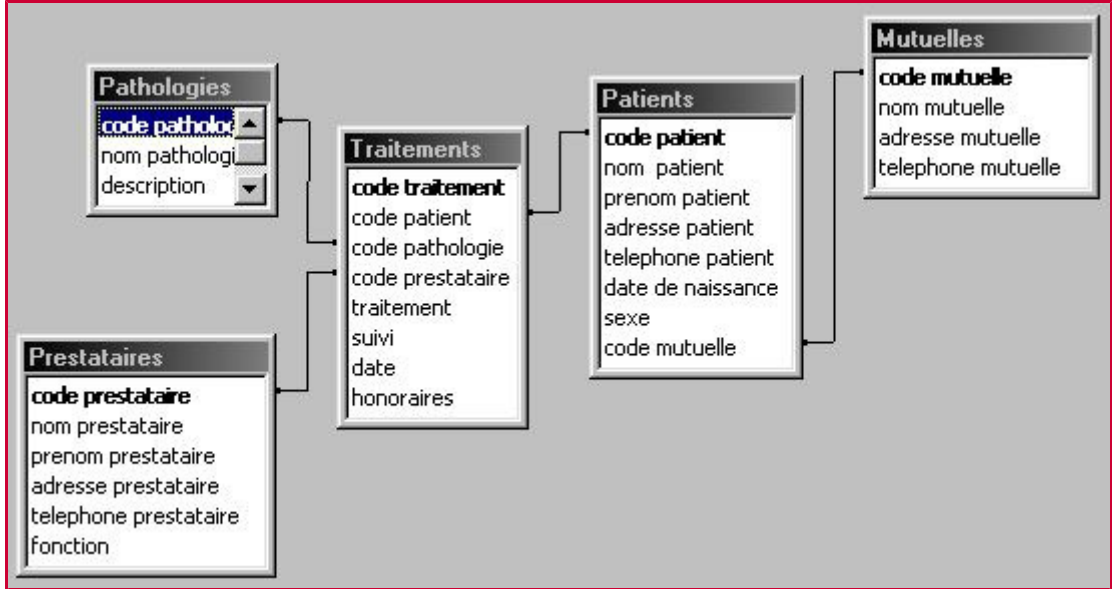 Pathologies
code patholog
nom pathologi
description
Traitements
code traitement
code patient
code pathologie
code prestataire
traitement
suivi
date
honoraires
Prestataires
code prestataire
nom prestataire
prenom prestataire
adresse prestataire
telephone prestataire
fonction
Patients
code patient
nom patient
prenom patient
adresse patient
telephone patient
date de naissance
sexe
code mutuelle
Mutuelles
code mutuelle
nom mutuelle
adresse mutuelle
telephone mutuelle